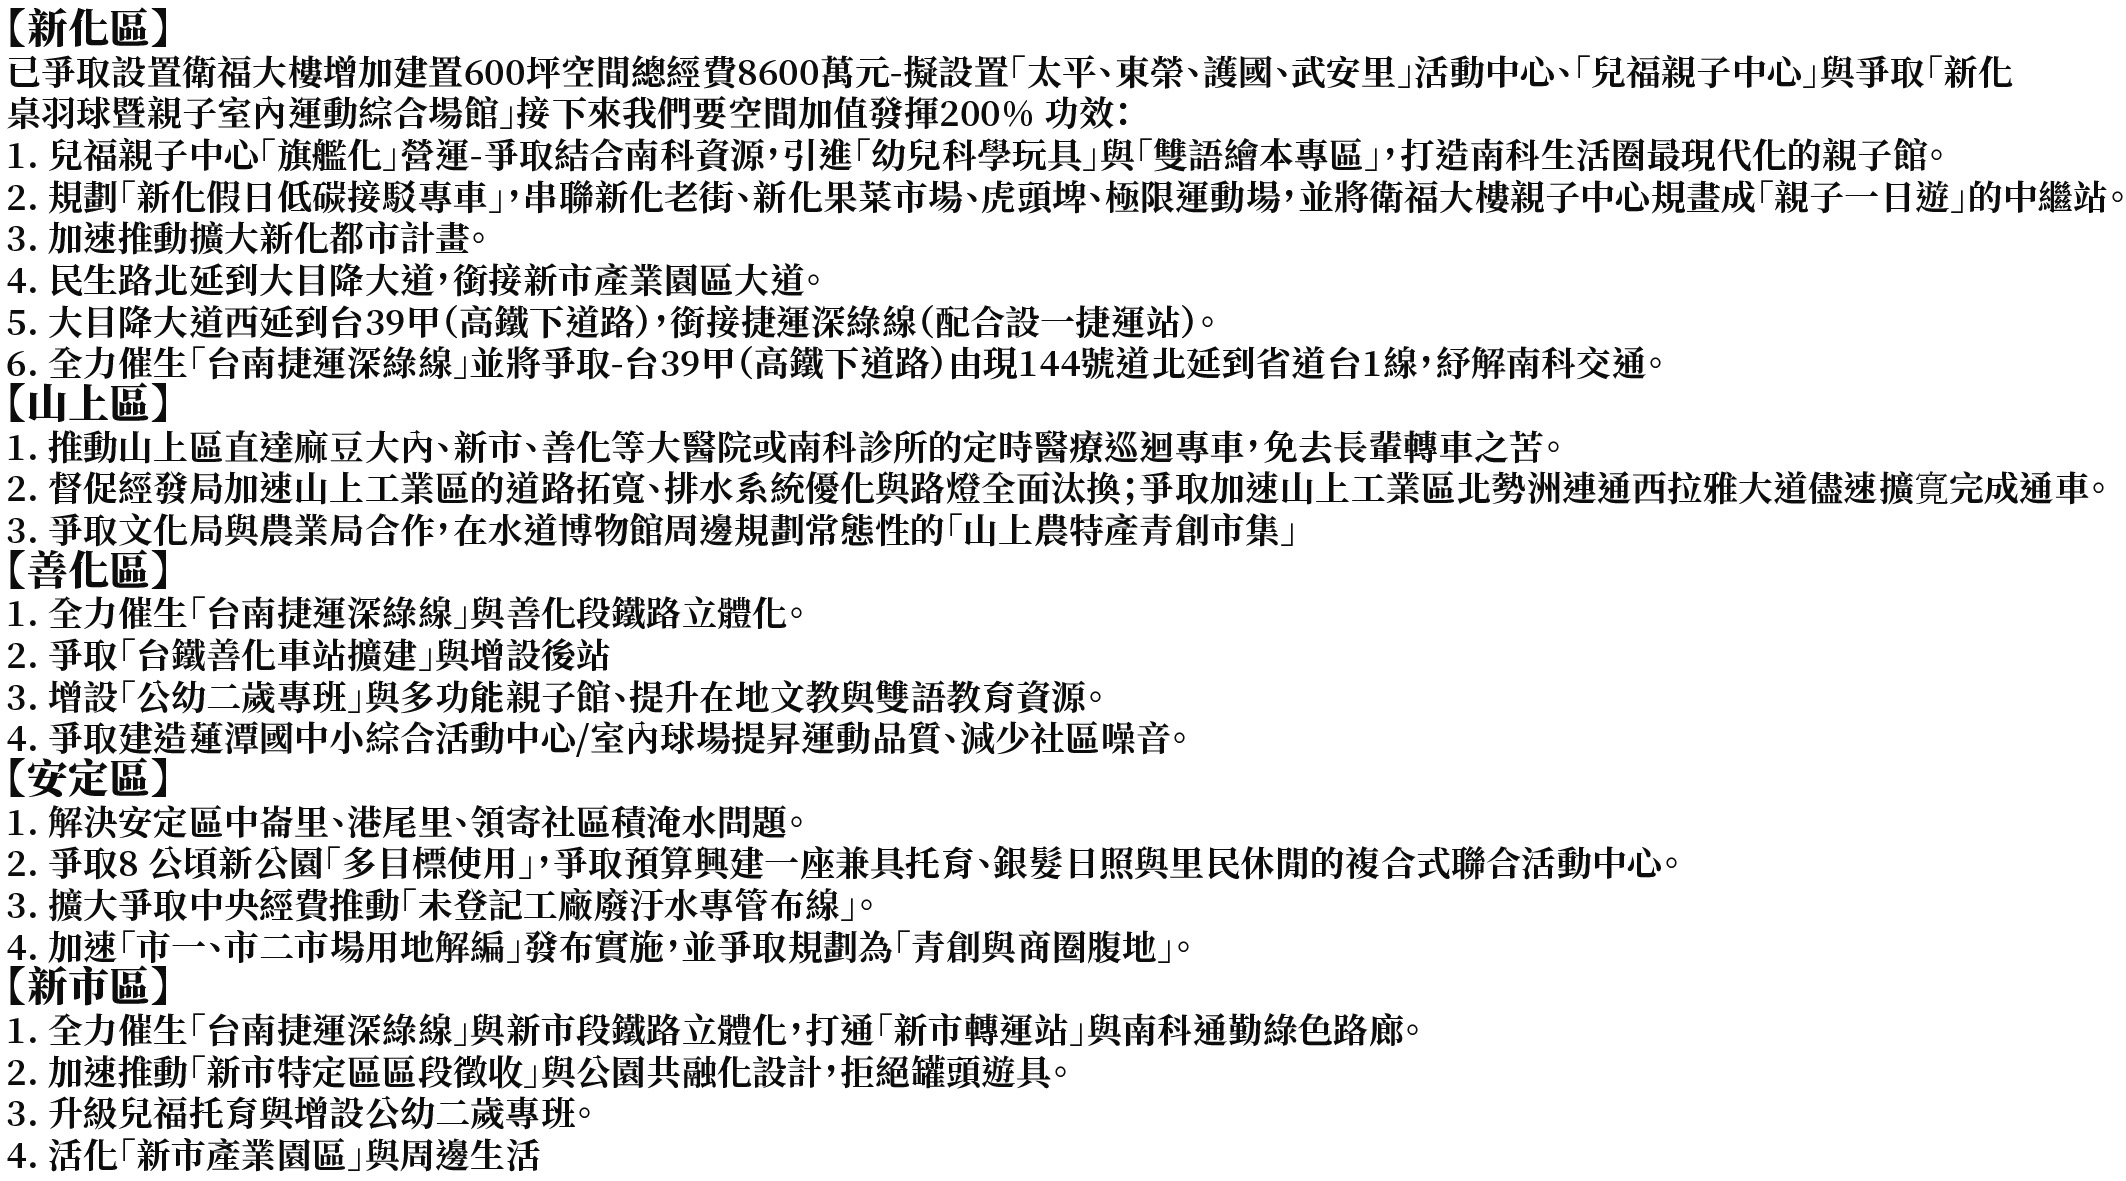 【新化區】
已爭取設置衛福大樓增加建置600坪空間總經費8600萬元-擬設置「太平、東榮、護國、武安里」活動中心、「兒福親子中心」與爭取「新化
桌羽球暨親子室內運動綜合場館」接下來我們要空間加值發揮200% 功效：
1. 兒福親子中心「旗艦化」營運-爭取結合南科資源，引進「幼兒科學玩具」與「雙語繪本專區」，打造南科生活圈最現代化的親子館。
2. 規劃「新化假日低碳接駁專車」，串聯新化老街、新化果菜市場、虎頭埤、極限運動場，並將衛福大樓親子中心規畫成「親子一日遊」的中繼站。
3. 加速推動擴大新化都市計畫。
4. 民生路北延到大目降大道，銜接新市產業園區大道。
5. 大目降大道西延到台39甲(高鐵下道路)，銜接捷運深綠線(配合設一捷運站)。
6. 全力催生「台南捷運深綠線」並將爭取-台39甲(高鐵下道路)由現144號道北延到省道台1線，紓解南科交通。
【山上區】
1. 推動山上區直達麻豆大內、新市、善化等大醫院或南科診所的定時醫療巡迴專車，免去長輩轉車之苦。
2. 督促經發局加速山上工業區的道路拓寬、排水系統優化與路燈全面汰換；爭取加速山上工業區北勢洲連通西拉雅大道儘速擴寛完成通車。
3. 爭取文化局與農業局合作，在水道博物館周邊規劃常態性的「山上農特產青創市集」
【善化區】
1. 全力催生「台南捷運深綠線」與善化段鐵路立體化。
2. 爭取「台鐵善化車站擴建」與增設後站
3. 增設「公幼二歲專班」與多功能親子館、提升在地文教與雙語教育資源。
4. 爭取建造蓮潭國中小綜合活動中心/室內球場提昇運動品質、減少社區噪音。
【安定區】
1. 解決安定區中崙里、港尾里、領寄社區積淹水問題。
2. 爭取8 公頃新公園「多目標使用」，爭取預算興建一座兼具托育、銀髮日照與里民休閒的複合式聯合活動中心。
3. 擴大爭取中央經費推動「未登記工廠廢汙水專管布線」。
4. 加速「市一、市二市場用地解編」發布實施，並爭取規劃為「青創與商圈腹地」。
【新市區】
1. 全力催生「台南捷運深綠線」與新市段鐵路立體化，打通「新市轉運站」與南科通勤綠色路廊。
2. 加速推動「新市特定區區段徵收」與公園共融化設計，拒絕罐頭遊具。
3. 升級兒福托育與增設公幼二歲專班。
4. 活化「新市產業園區」與周邊生活